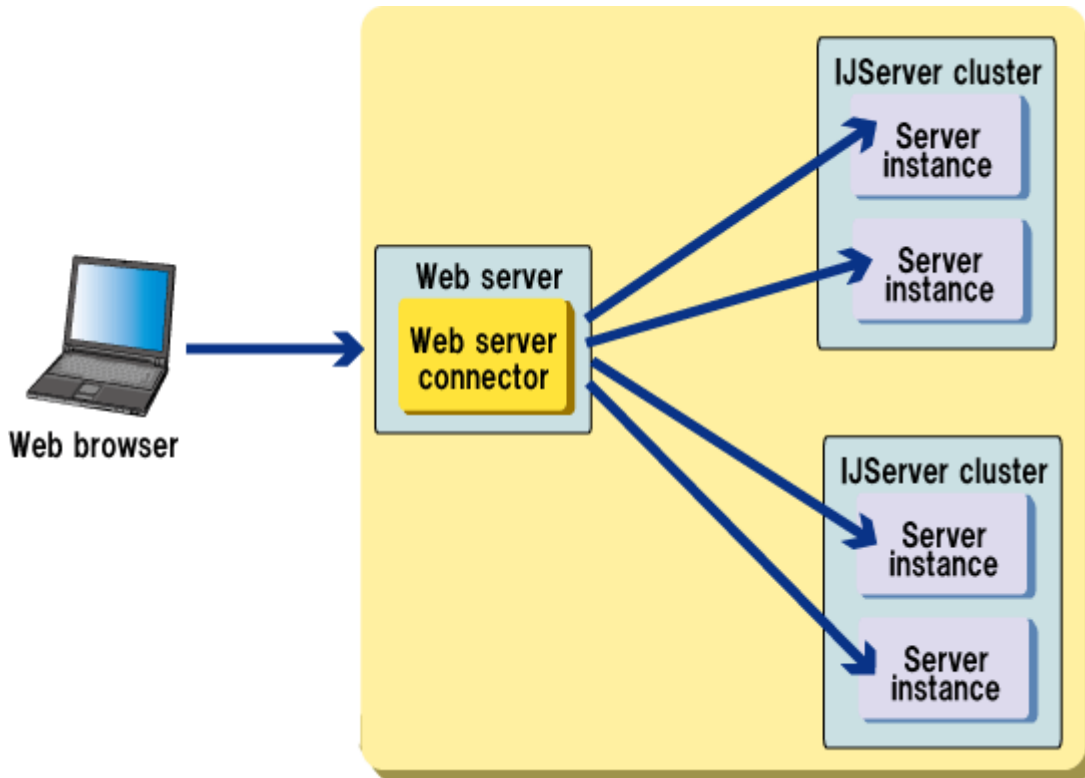 Web browser
Web server
Web server
connector
IJServer cluster
Server
instance
Server
instance
IJServer cluster
Server
instance
Server
instance